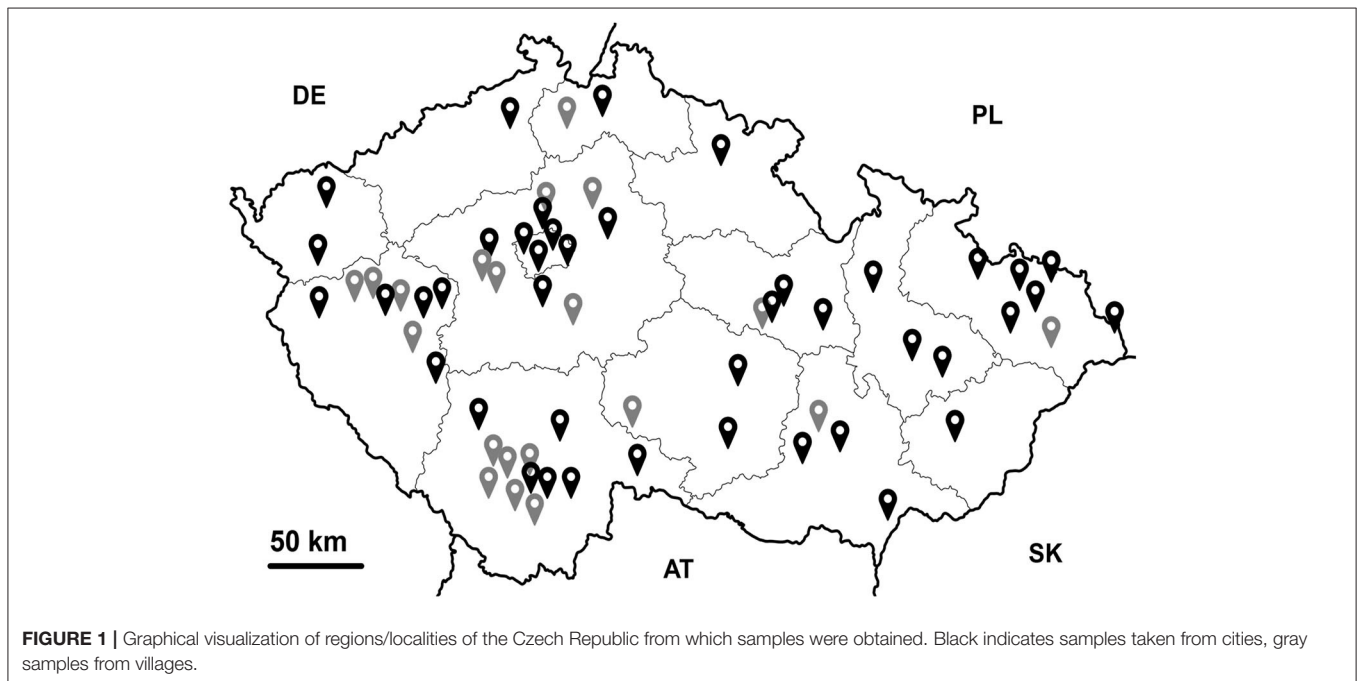 DE
PL
50 km
AT
SK
FIGURE 1 | Graphical visualization of regions/localities of the Czech Republic from which samples were obtained. Black indicates samples taken from cities, gray
samples from villages.